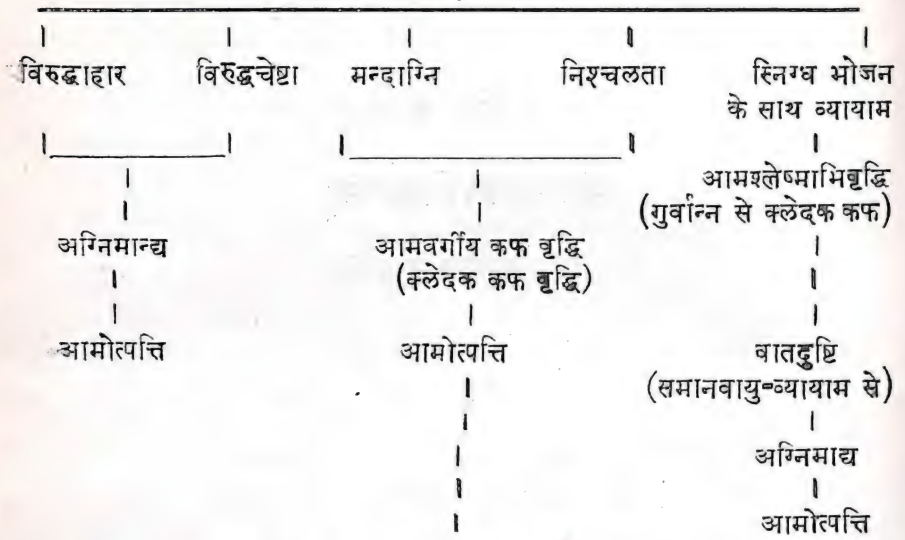 विरुद्धाहार विरुद्धचेष्टा मन्दाग्नि निश्चलता स्निग्ध भोजन
के साथ व्यायाम
आमश्लेष्माभिवृद्धि
(गुर्वान्न से क्लेदक कफ)
अग्निमान्द्य आमवर्गीय कफ वृद्धि
(क्लेदक कफ वृद्धि)
आमोत्पत्ति आमोत्पत्ति वातदुष्टि
(समानवायु-व्यायाम से)
अग्निमाद्य
आमोत्पत्ति